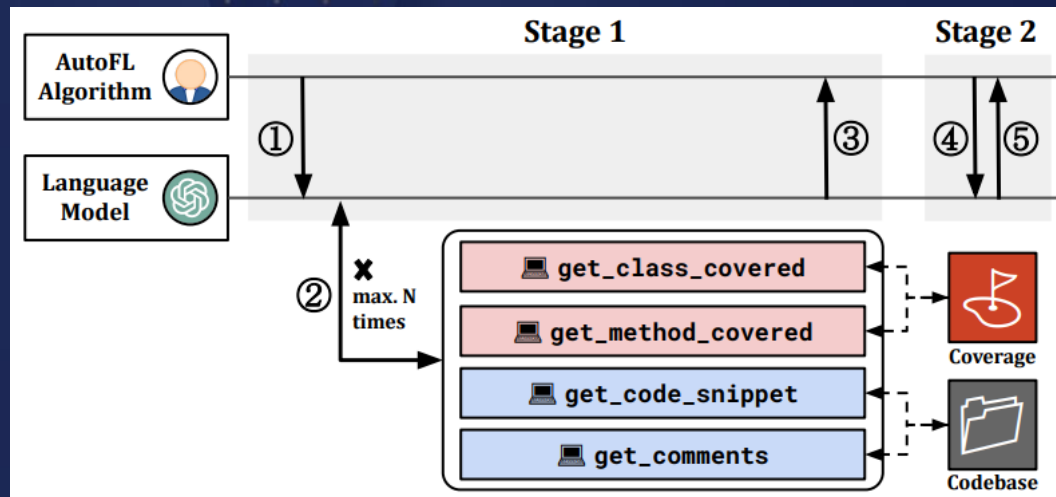 Stage 1
Stage 2
AutoFL
Algorithm
①
③
④
⑤
Language
Model
②
✖
max. N
times
get_class_covered
get_method_covered
get_code_snippet
get_comments
Coverage
Codebase